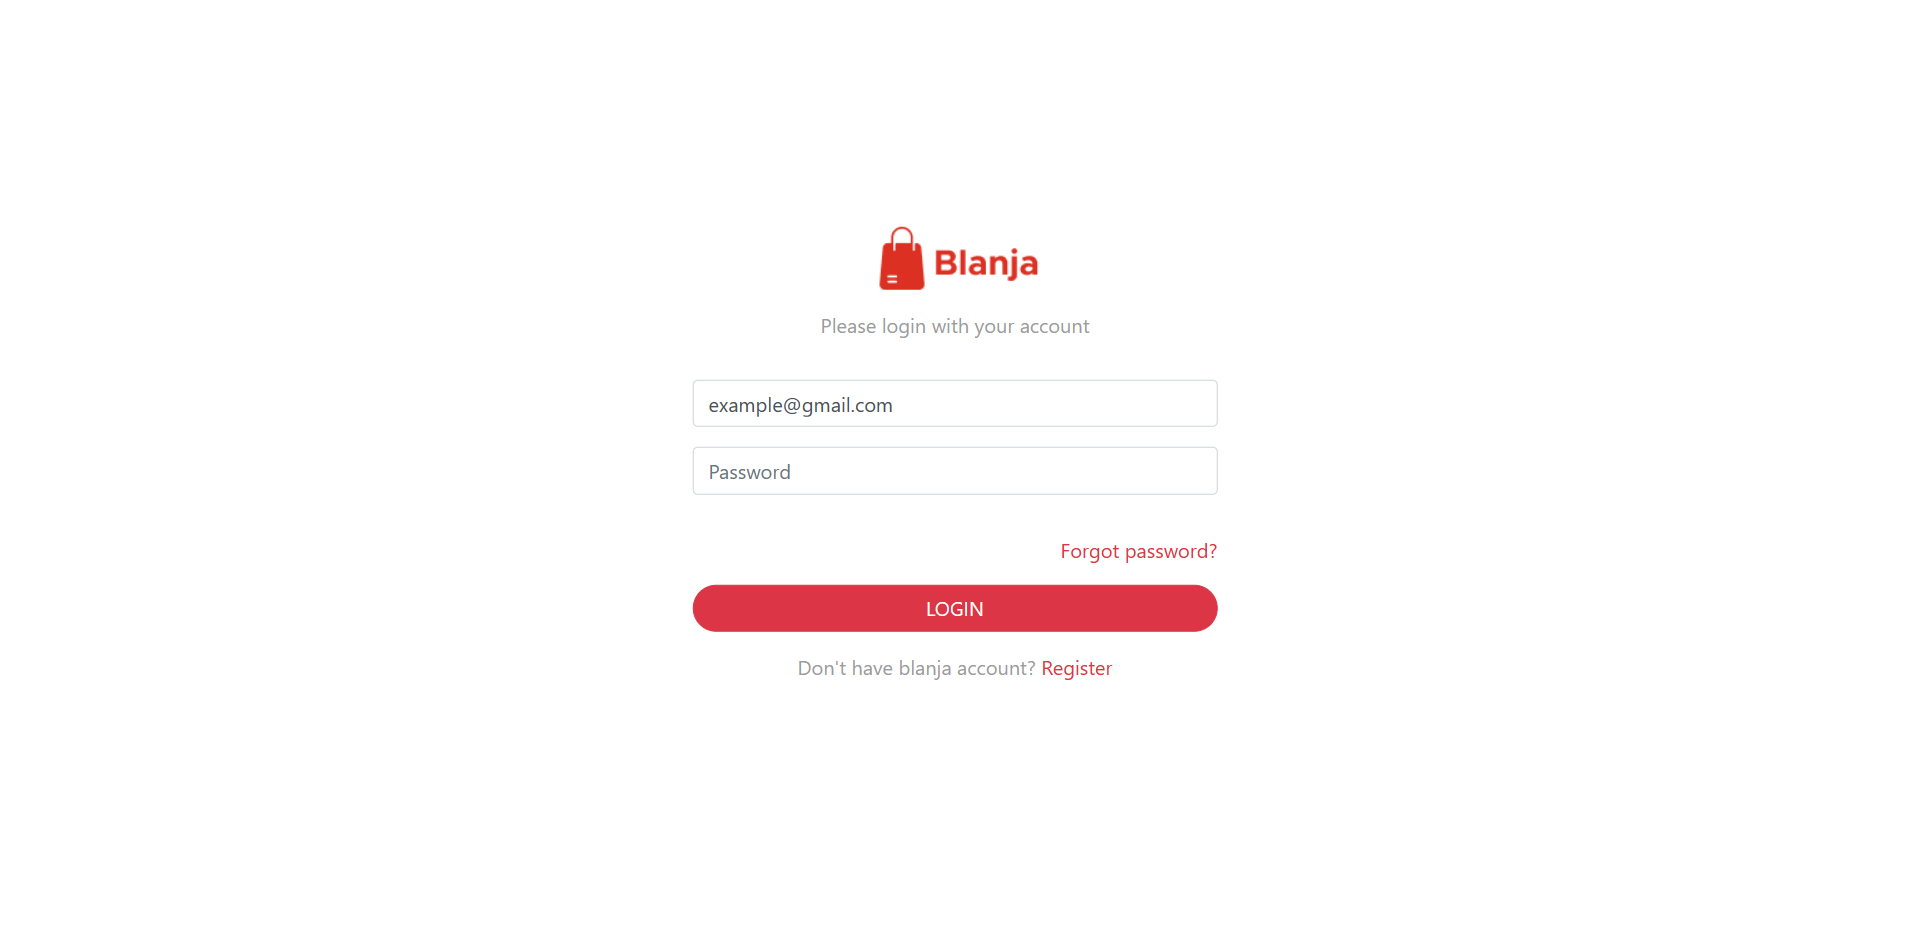 Blanja
Please login with your account
example@gmail.com
Password
Forgot password?
LOGIN
Don't have blanja account? Register